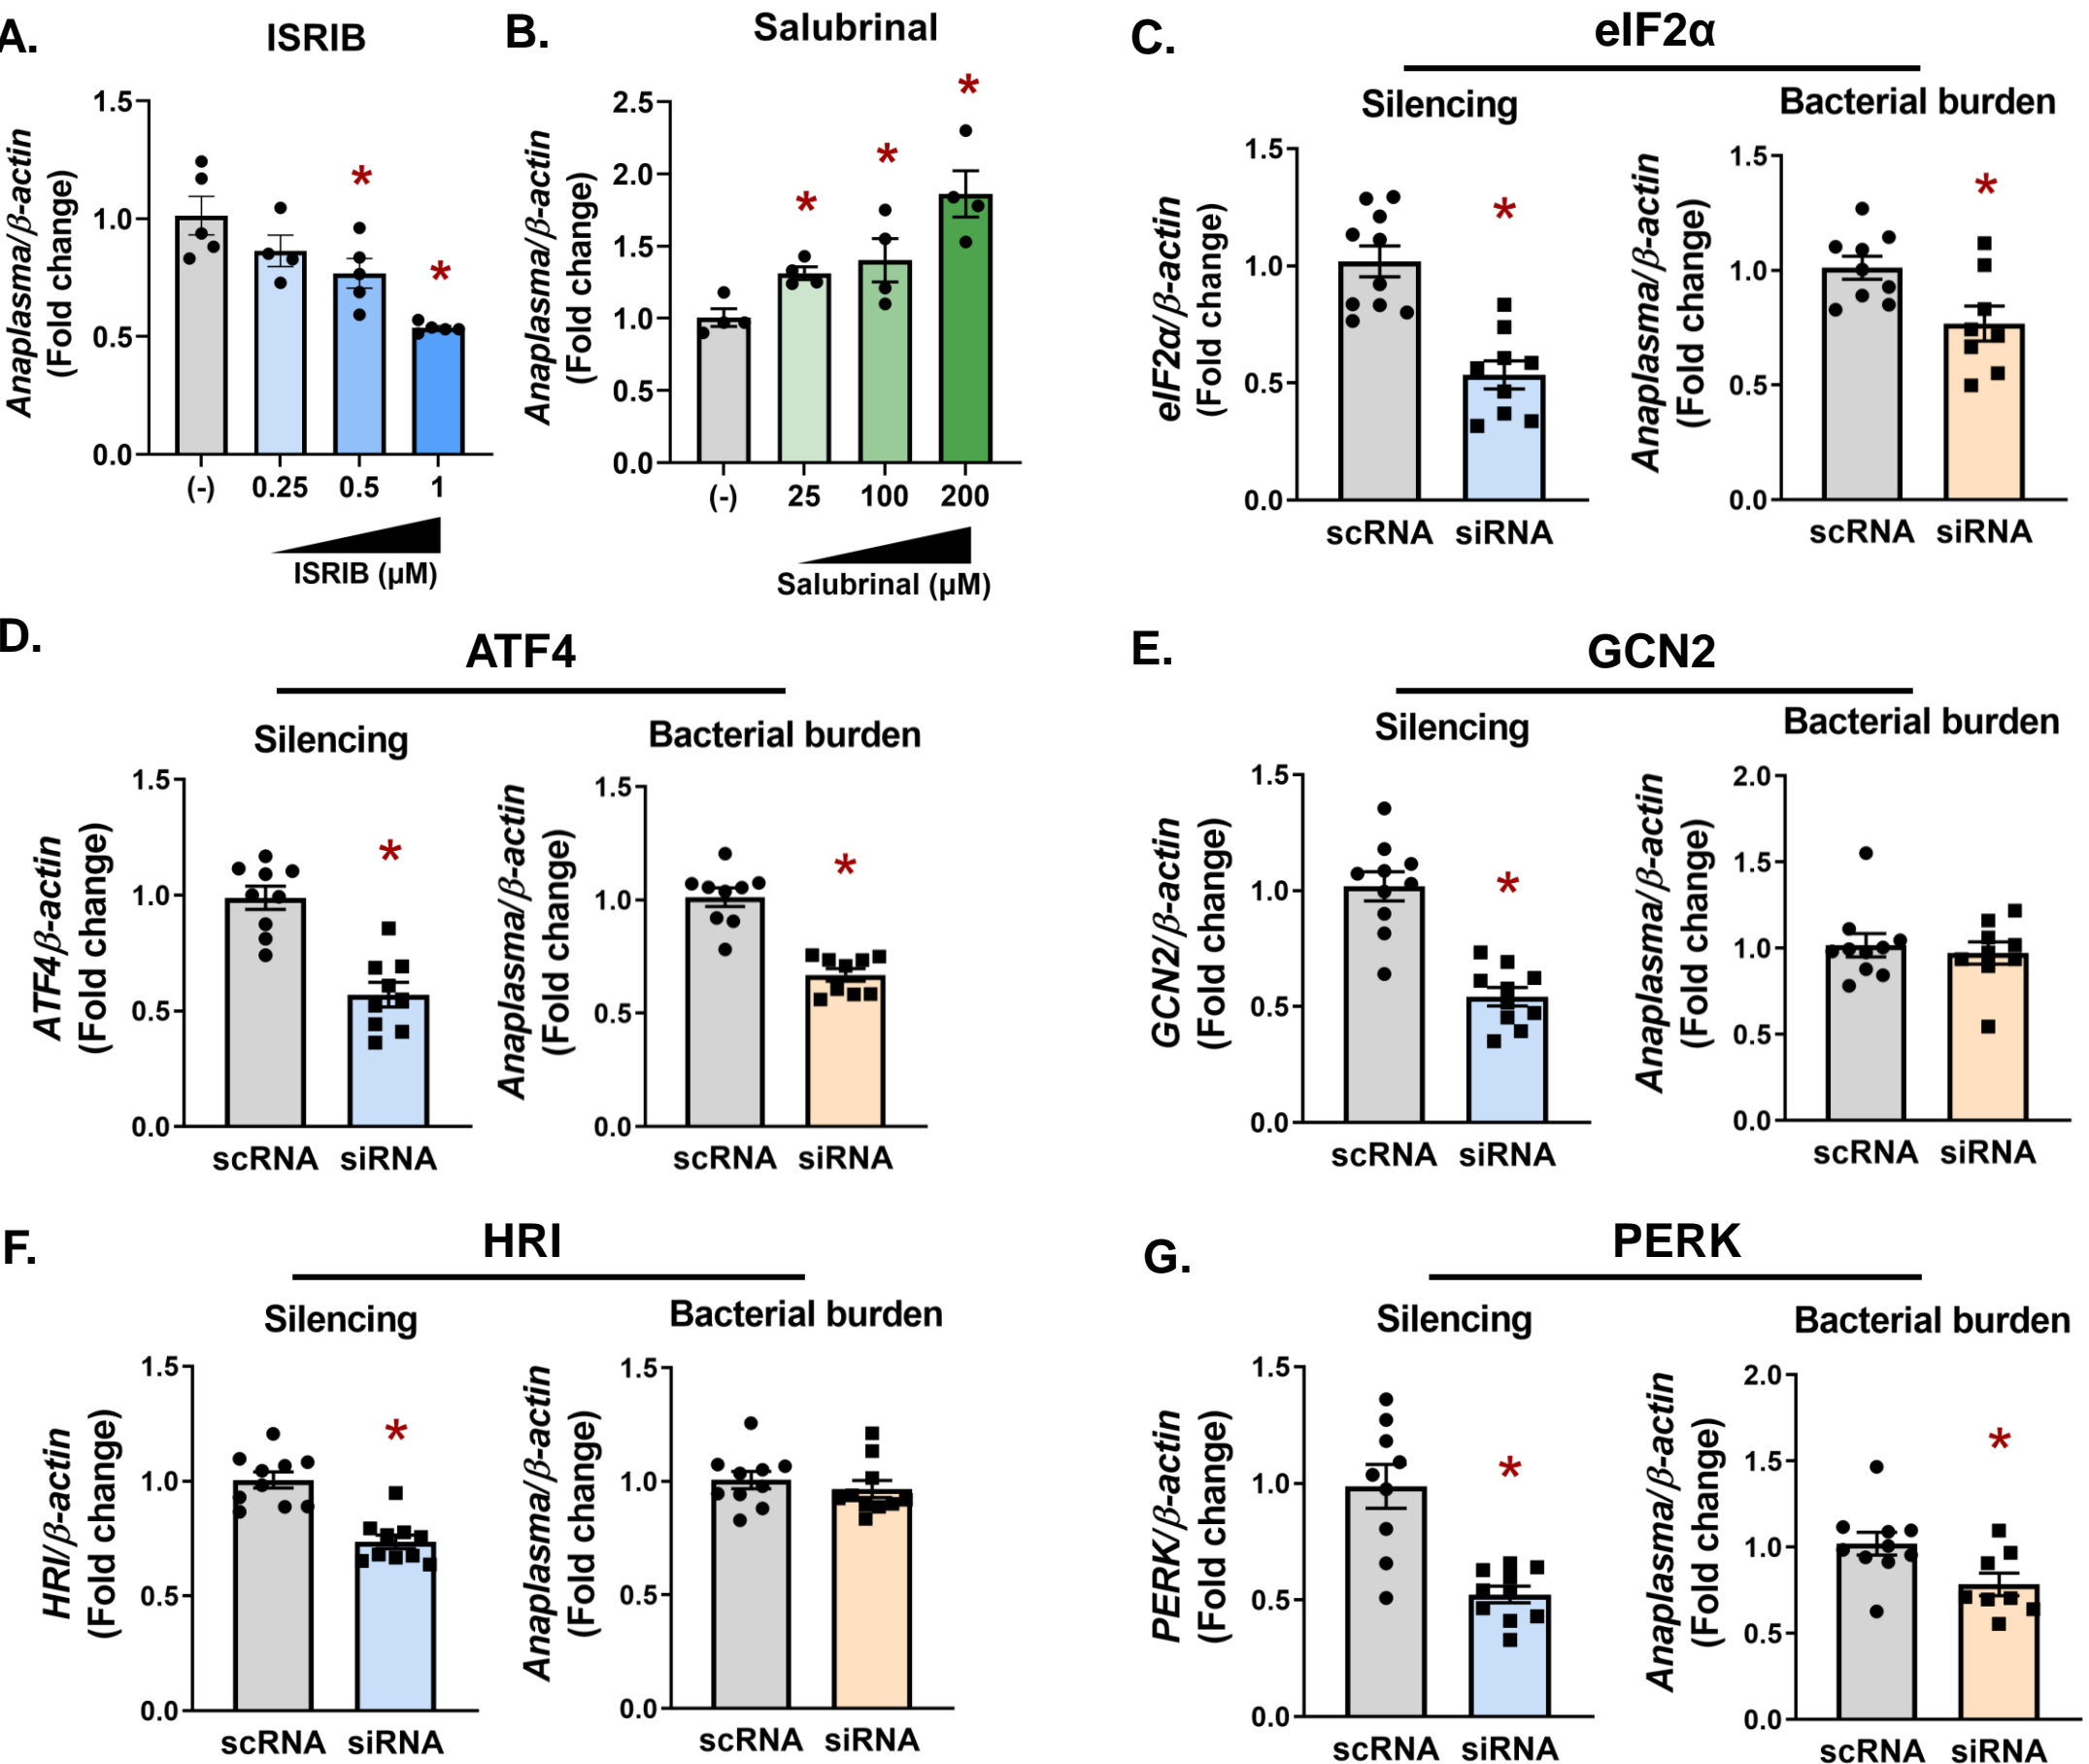 A.
ISRIB
Anaplasma/β-actin
(Fold change)
1.5
1.0
0.5
0.0
*
*
(-) 0.25 0.5 1
ISRIB (μM)
B.
Salubrinal
Anaplasma/β-actin
(Fold change)
2.5
2.0
1.5
1.0
0.5
0.0
*
*
*
(-) 25 100 200
Salubrinal (μM)
C.
eIF2α
Silencing
eIF2α/β-actin
(Fold change)
1.5
1.0
0.5
0.0
*
scRNA siRNA
Bacterial burden
Anaplasma/β-actin
(Fold change)
1.5
1.0
0.5
0.0
*
scRNA siRNA
D.
ATF4
Silencing
ATF4β-actin
(Fold change)
1.5
1.0
0.5
0.0
*
scRNA siRNA
Bacterial burden
Anaplasma/β-actin
(Fold change)
1.5
1.0
0.5
0.0
*
scRNA siRNA
E.
GCN2
Silencing
GCN2/β-actin
(Fold change)
1.5
1.0
0.5
0.0
*
scRNA siRNA
Bacterial burden
Anaplasma/β-actin
(Fold change)
2.0
1.5
1.0
0.5
0.0
scRNA siRNA
F.
HRI
Silencing
HRI/β-actin
(Fold change)
1.5
1.0
0.5
0.0
*
scRNA siRNA
Bacterial burden
Anaplasma/β-actin
(Fold change)
1.5
1.0
0.5
0.0
scRNA siRNA
G.
PERK
Silencing
PERK/β-actin
(Fold change)
1.5
1.0
0.5
0.0
*
scRNA siRNA
Bacterial burden
Anaplasma/β-actin
(Fold change)
2.0
1.5
1.0
0.5
0.0
*
scRNA siRNA